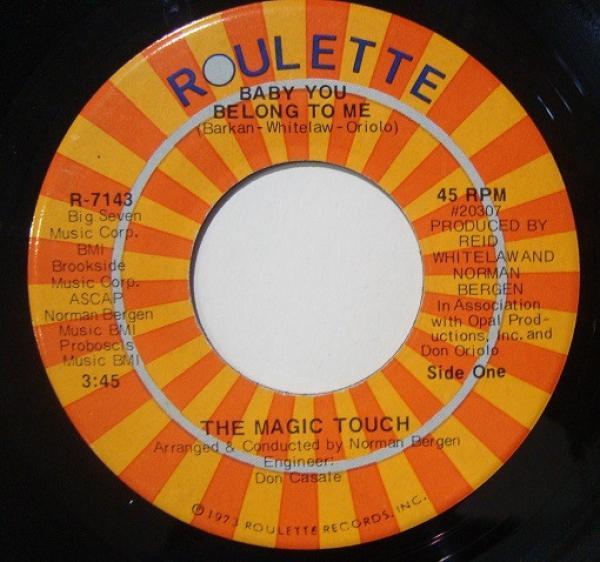 ROULETTE
BABY YOU
BELONG TO ME
(Barkan-Whitelaw-Oriolo)
R-7143
Big Seven
Music Corp.
BMI
Brookside
Music Corp.
ASCAP
Norman Bergen
Music BMI
Proboscis
Music BMI
3:45
45 RPM
#20307
PRODUCED BY
REID
WHITELAW AND
NORMAN
BERGEN
In Association
with Opal Prod-
uctions, Inc. and
Don Oriolo
Side One
THE MAGIC TOUCH
Arranged & Conducted by Norman Bergen
Engineer:
Don Casale
℗ 1973 ROULETTE RECORDS, INC.